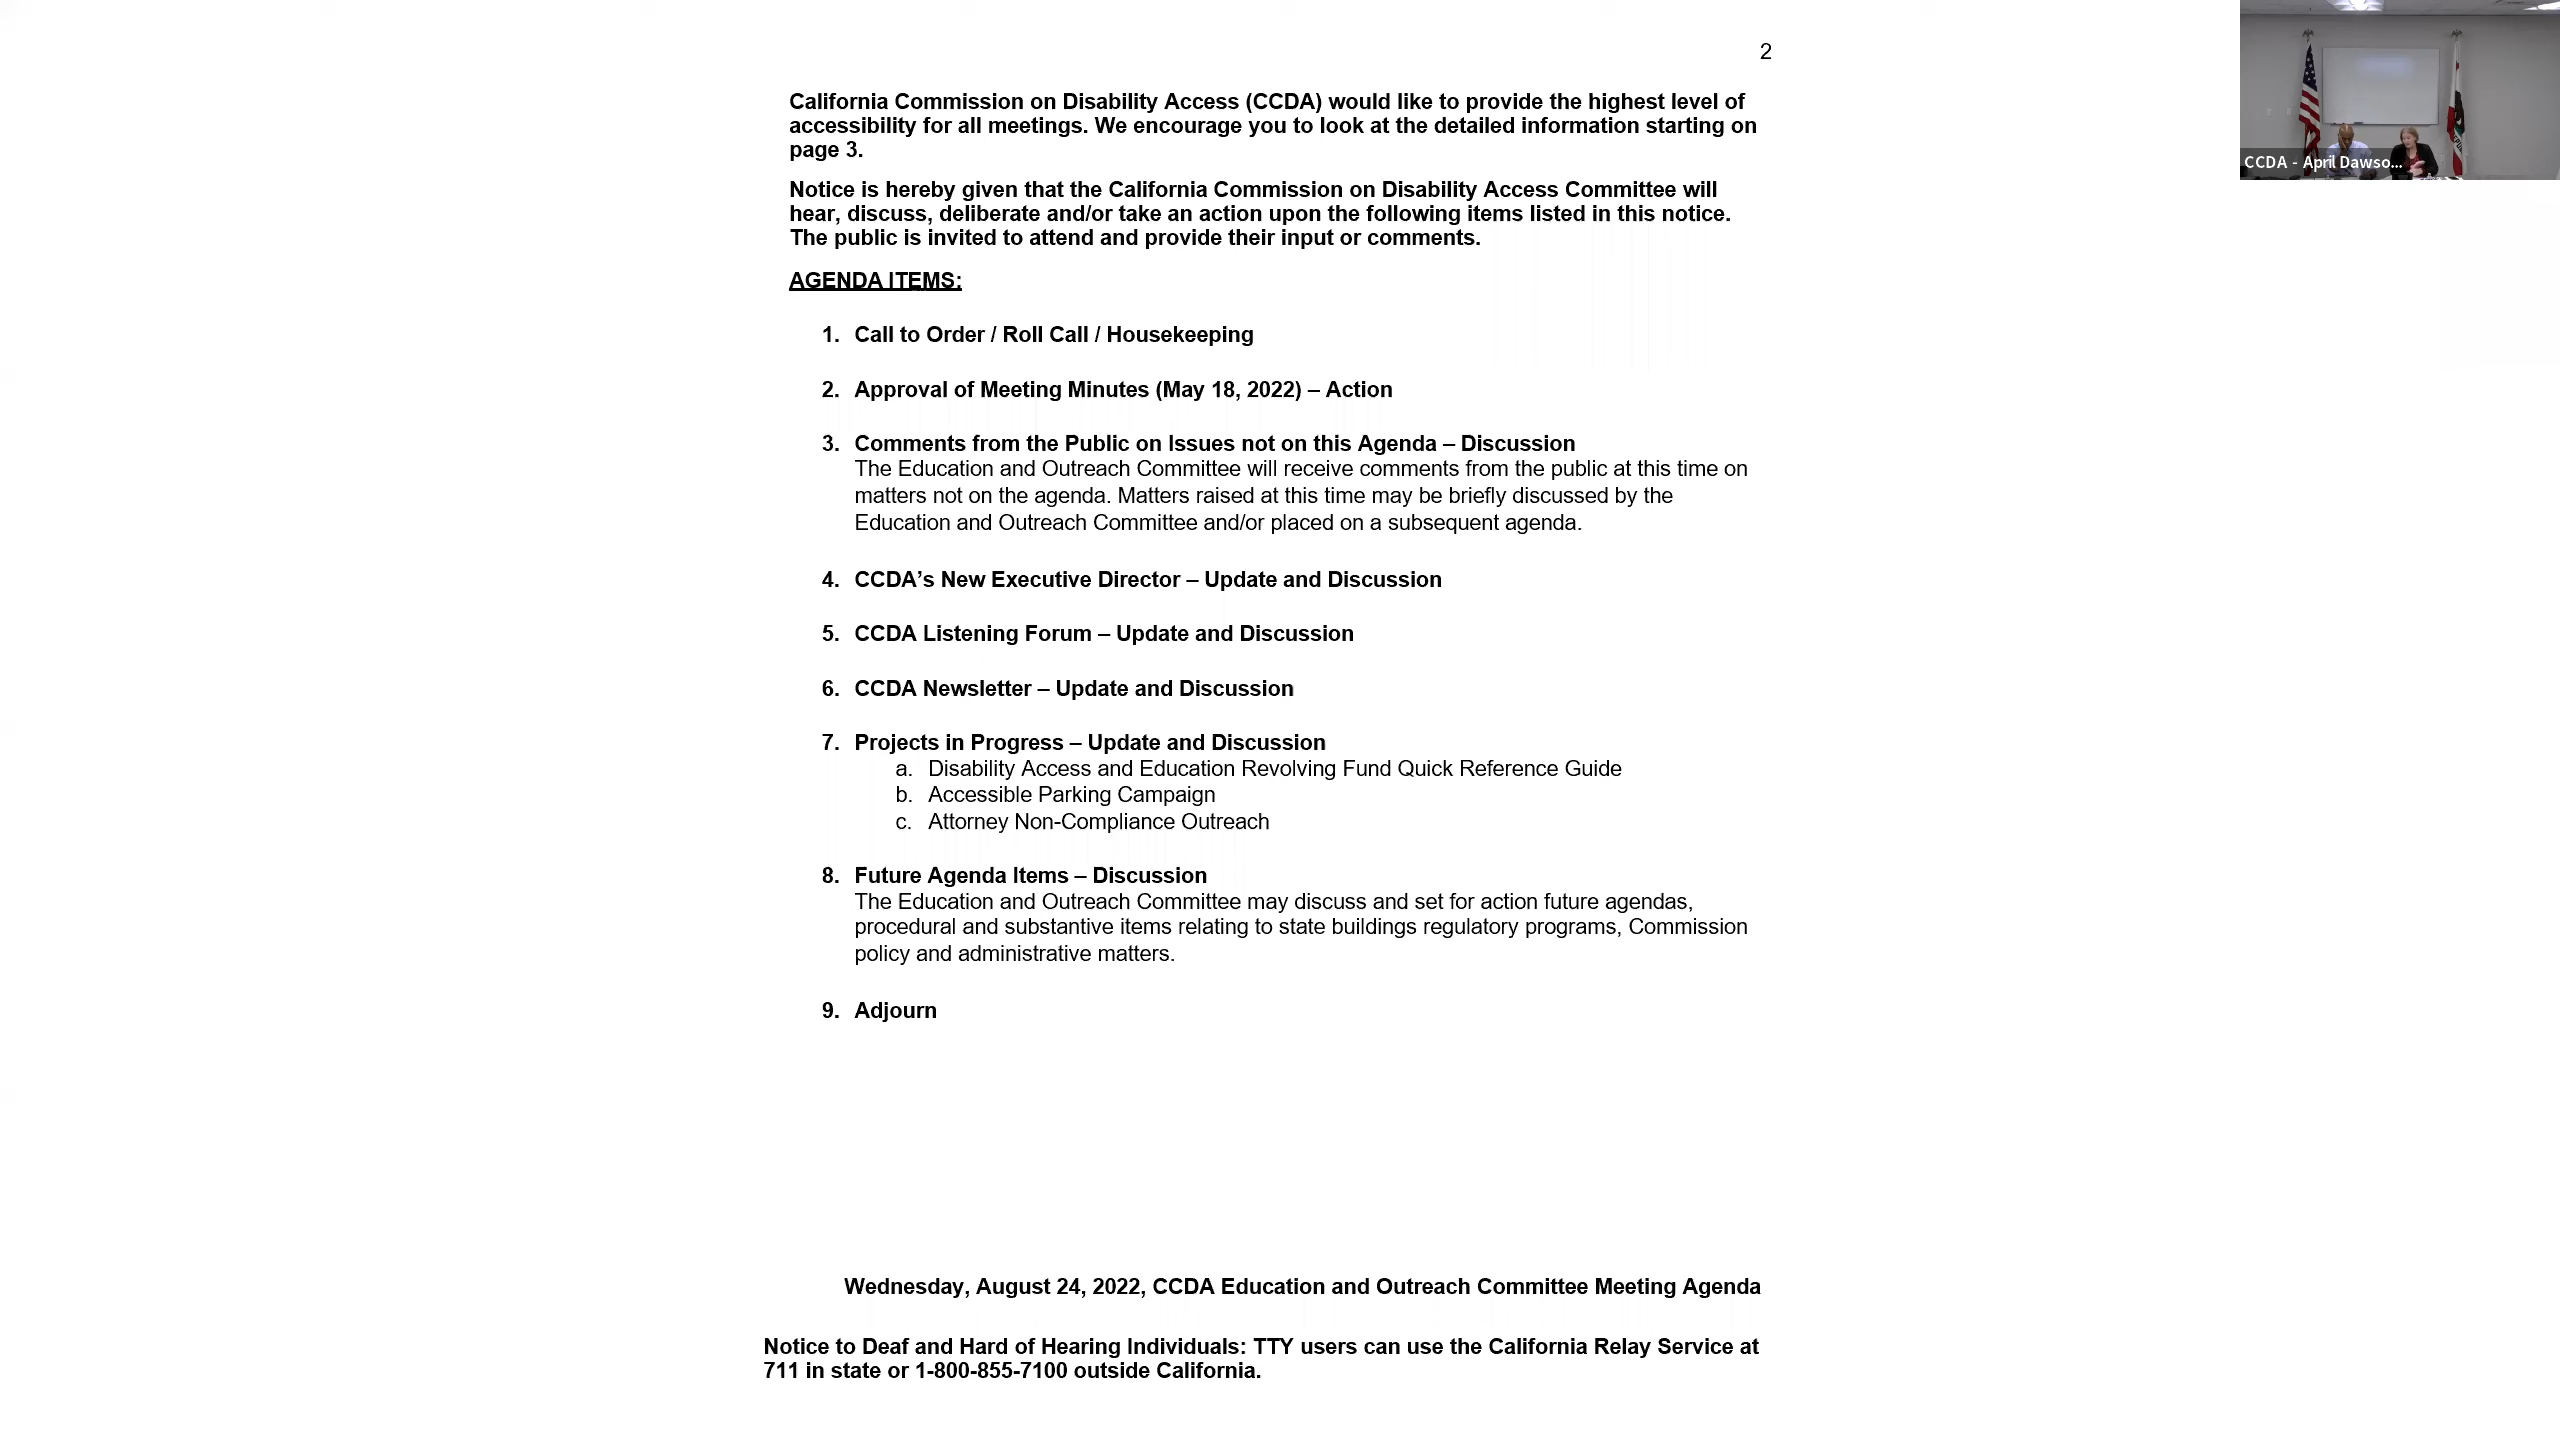 2
California Commission on Disability Access (CCDA) would like to provide the highest level of
accessibility for all meetings. We encourage you to look at the detailed information starting on
page 3.
Notice is hereby given that the California Commission on Disability Access Committee will
hear, discuss, deliberate and/or take an action upon the following items listed in this notice.
The public is invited to attend and provide their input or comments.
AGENDA ITEMS:
1. Call to Order / Roll Call / Housekeeping
2. Approval of Meeting Minutes (May 18, 2022) – Action
3. Comments from the Public on Issues not on this Agenda – Discussion
The Education and Outreach Committee will receive comments from the public at this time on
matters not on the agenda. Matters raised at this time may be briefly discussed by the
Education and Outreach Committee and/or placed on a subsequent agenda.
4. CCDA’s New Executive Director – Update and Discussion
5. CCDA Listening Forum – Update and Discussion
6. CCDA Newsletter – Update and Discussion
7. Projects in Progress – Update and Discussion
a. Disability Access and Education Revolving Fund Quick Reference Guide
b. Accessible Parking Campaign
c. Attorney Non-Compliance Outreach
8. Future Agenda Items – Discussion
The Education and Outreach Committee may discuss and set for action future agendas,
procedural and substantive items relating to state buildings regulatory programs, Commission
policy and administrative matters.
9. Adjourn
Wednesday, August 24, 2022, CCDA Education and Outreach Committee Meeting Agenda
Notice to Deaf and Hard of Hearing Individuals: TTY users can use the California Relay Service at
711 in state or 1-800-855-7100 outside California.
CCDA - April Dawso...